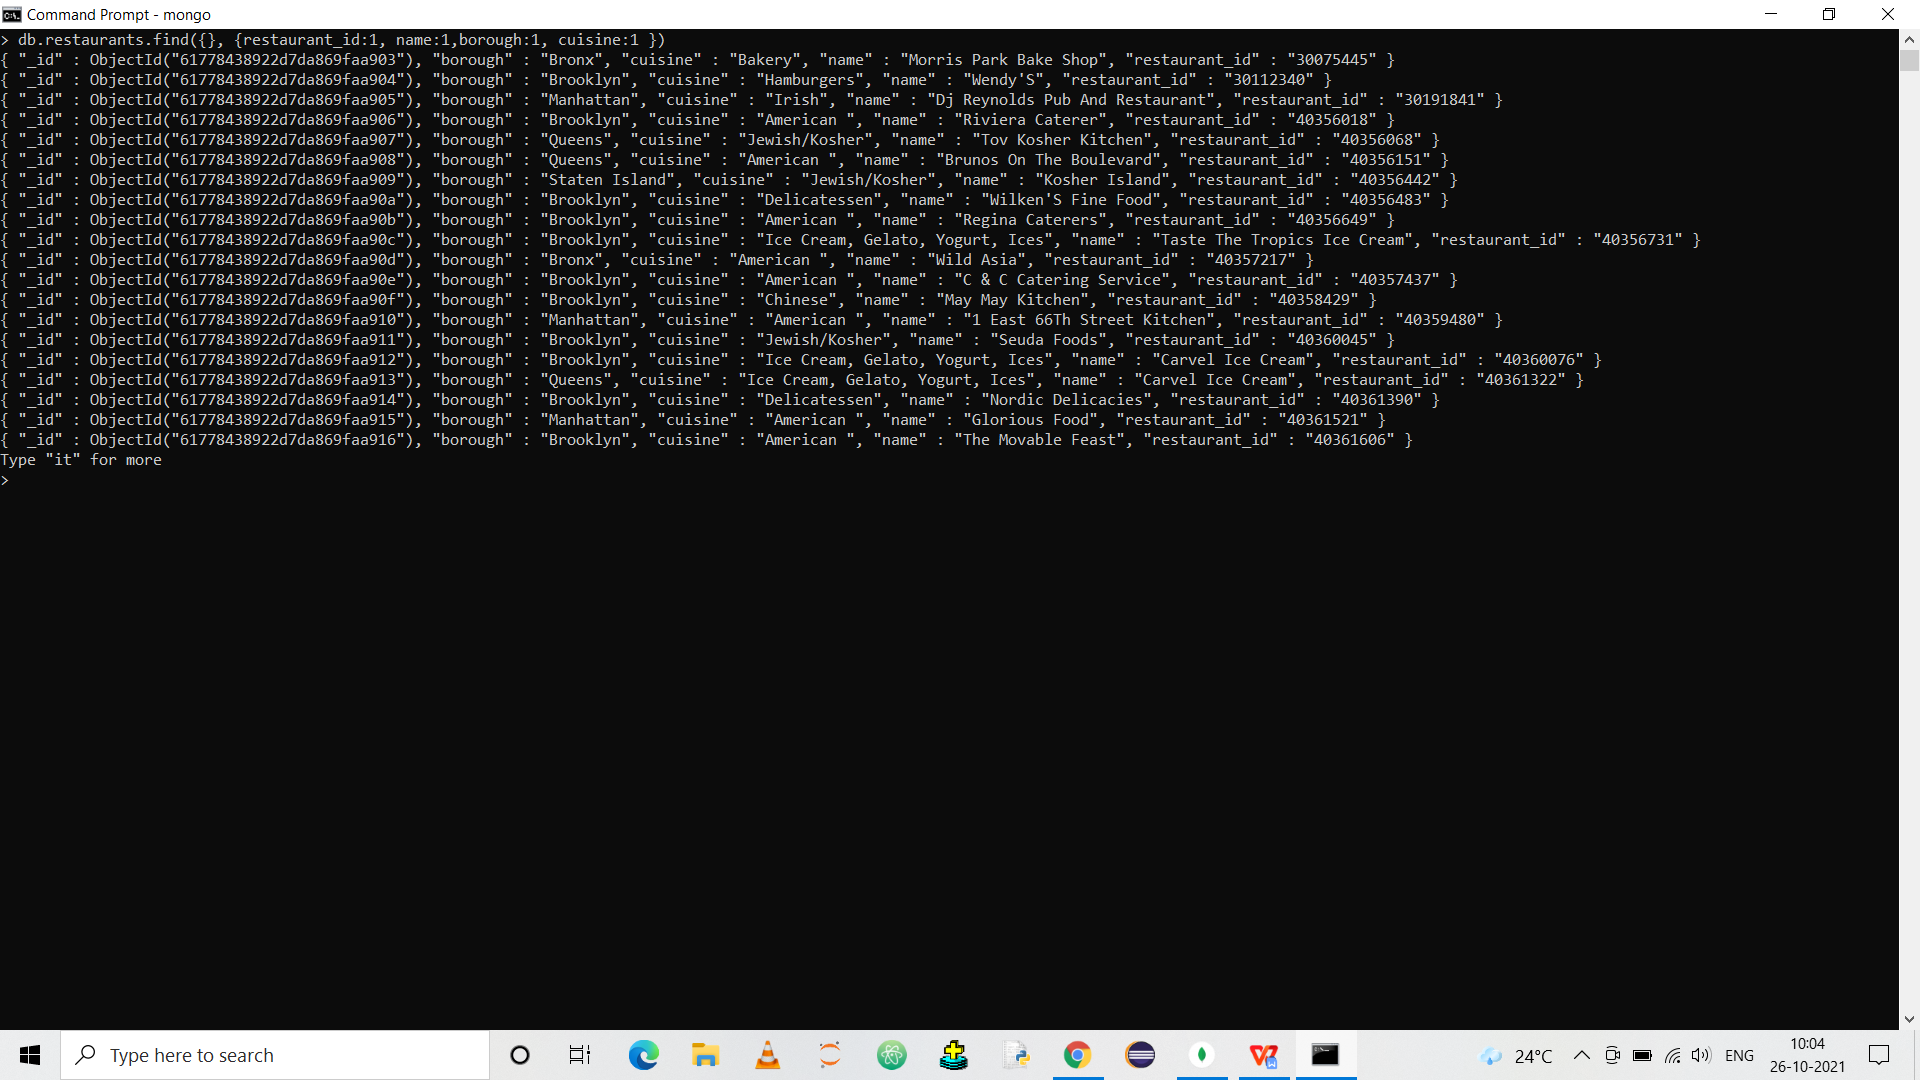 Command Prompt - mongo
> db.restaurants.find({}, {restaurant_id:1, name:1,borough:1, cuisine:1 })
{ "_id" : ObjectId("61778438922d7da869faa903"), "borough" : "Bronx", "cuisine" : "Bakery", "name" : "Morris Park Bake Shop", "restaurant_id" : "30075445" }
{ "_id" : ObjectId("61778438922d7da869faa904"), "borough" : "Brooklyn", "cuisine" : "Hamburgers", "name" : "Wendy'S", "restaurant_id" : "30112340" }
{ "_id" : ObjectId("61778438922d7da869faa905"), "borough" : "Manhattan", "cuisine" : "Irish", "name" : "Dj Reynolds Pub And Restaurant", "restaurant_id" : "30191841" }
{ "_id" : ObjectId("61778438922d7da869faa906"), "borough" : "Brooklyn", "cuisine" : "American ", "name" : "Riviera Caterer", "restaurant_id" : "40356018" }
{ "_id" : ObjectId("61778438922d7da869faa907"), "borough" : "Queens", "cuisine" : "Jewish/Kosher", "name" : "Tov Kosher Kitchen", "restaurant_id" : "40356068" }
{ "_id" : ObjectId("61778438922d7da869faa908"), "borough" : "Queens", "cuisine" : "American ", "name" : "Brunos On The Boulevard", "restaurant_id" : "40356151" }
{ "_id" : ObjectId("61778438922d7da869faa909"), "borough" : "Staten Island", "cuisine" : "Jewish/Kosher", "name" : "Kosher Island", "restaurant_id" : "40356442" }
{ "_id" : ObjectId("61778438922d7da869faa90a"), "borough" : "Brooklyn", "cuisine" : "Delicatessen", "name" : "Wilken'S Fine Food", "restaurant_id" : "40356483" }
{ "_id" : ObjectId("61778438922d7da869faa90b"), "borough" : "Brooklyn", "cuisine" : "American ", "name" : "Regina Caterers", "restaurant_id" : "40356649" }
{ "_id" : ObjectId("61778438922d7da869faa90c"), "borough" : "Brooklyn", "cuisine" : "Ice Cream, Gelato, Yogurt, Ices", "name" : "Taste The Tropics Ice Cream", "restaurant_id" : "40356731" }
{ "_id" : ObjectId("61778438922d7da869faa90d"), "borough" : "Bronx", "cuisine" : "American ", "name" : "Wild Asia", "restaurant_id" : "40357217" }
{ "_id" : ObjectId("61778438922d7da869faa90e"), "borough" : "Brooklyn", "cuisine" : "American ", "name" : "C & C Catering Service", "restaurant_id" : "40357437" }
{ "_id" : ObjectId("61778438922d7da869faa90f"), "borough" : "Brooklyn", "cuisine" : "Chinese", "name" : "May May Kitchen", "restaurant_id" : "40358429" }
{ "_id" : ObjectId("61778438922d7da869faa910"), "borough" : "Manhattan", "cuisine" : "American ", "name" : "1 East 66Th Street Kitchen", "restaurant_id" : "40359480" }
{ "_id" : ObjectId("61778438922d7da869faa911"), "borough" : "Brooklyn", "cuisine" : "Jewish/Kosher", "name" : "Seuda Foods", "restaurant_id" : "40360045" }
{ "_id" : ObjectId("61778438922d7da869faa912"), "borough" : "Brooklyn", "cuisine" : "Ice Cream, Gelato, Yogurt, Ices", "name" : "Carvel Ice Cream", "restaurant_id" : "40360076" }
{ "_id" : ObjectId("61778438922d7da869faa913"), "borough" : "Queens", "cuisine" : "Ice Cream, Gelato, Yogurt, Ices", "name" : "Carvel Ice Cream", "restaurant_id" : "40361322" }
{ "_id" : ObjectId("61778438922d7da869faa914"), "borough" : "Brooklyn", "cuisine" : "Delicatessen", "name" : "Nordic Delicacies", "restaurant_id" : "40361390" }
{ "_id" : ObjectId("61778438922d7da869faa915"), "borough" : "Manhattan", "cuisine" : "American ", "name" : "Glorious Food", "restaurant_id" : "40361521" }
{ "_id" : ObjectId("61778438922d7da869faa916"), "borough" : "Brooklyn", "cuisine" : "American ", "name" : "The Movable Feast", "restaurant_id" : "40361606" }
Type "it" for more
>
Type here to search
24°C
ENG
10:04
26-10-2021